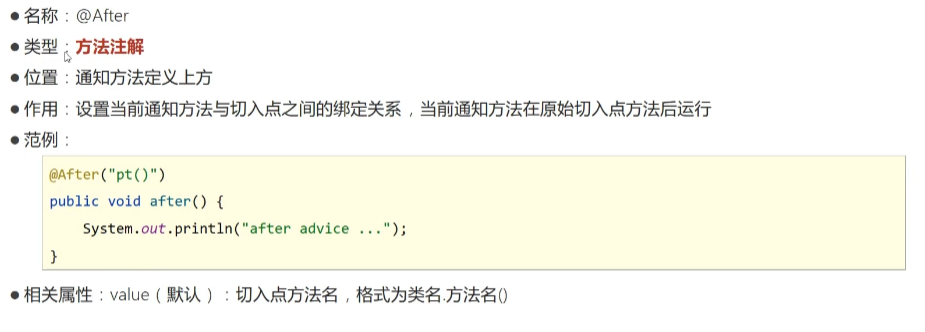 ● 名称：@After
● 类型：方法注解
● 位置：通知方法定义上方
● 作用：设置当前通知方法与切入点之间的绑定关系，当前通知方法在原始切入点方法后运行
● 范例：
@After("pt()")
public void after() {
    System.out.println("after advice ...");
}
● 相关属性：value（默认）：切入点方法名，格式为类名.方法名()